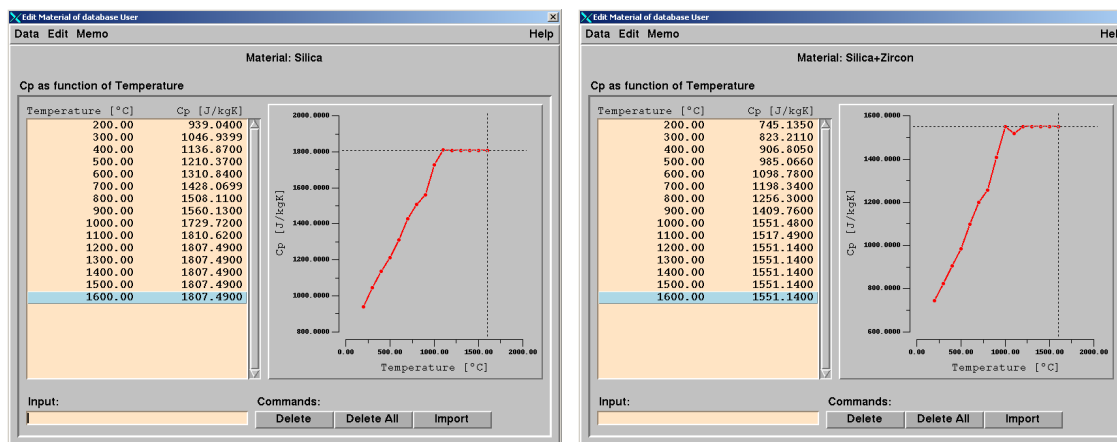 Edit Material of database User
Data Edit Memo Help
Material: Silica
Cp as function of Temperature
Temperature [°C] Cp [J/kgK]
200.00 939.0400
300.00 1046.9399
400.00 1136.8700
500.00 1210.3700
600.00 1310.8400
700.00 1428.0699
800.00 1508.1100
900.00 1560.1300
1000.00 1729.7200
1100.00 1810.6200
1200.00 1807.4900
1300.00 1807.4900
1400.00 1807.4900
1500.00 1807.4900
1600.00 1807.4900
2000.0000
1800.0000
1600.0000
1400.0000
1200.0000
1000.0000
800.0000
Cp [J/kgK]
0.00 500.00 1000.00 1500.00 2000.00
Temperature [°C]
Input: Commands:
Delete Delete All Import
Edit Material of database User
Data Edit Memo Hel
Material: Silica+Zircon
Cp as function of Temperature
Temperature [°C] Cp [J/kgK]
200.00 745.1350
300.00 823.2110
400.00 906.8050
500.00 985.0660
600.00 1098.7800
700.00 1198.3400
800.00 1256.3000
900.00 1409.7600
1000.00 1551.4800
1100.00 1517.4900
1200.00 1551.1400
1300.00 1551.1400
1400.00 1551.1400
1500.00 1551.1400
1600.00 1551.1400
1600.0000
1400.0000
1200.0000
1000.0000
800.0000
600.0000
Cp [J/kgK]
0.00 500.00 1000.00 1500.00 2000.00
Temperature [°C]
Input: Commands:
Delete Delete All Import